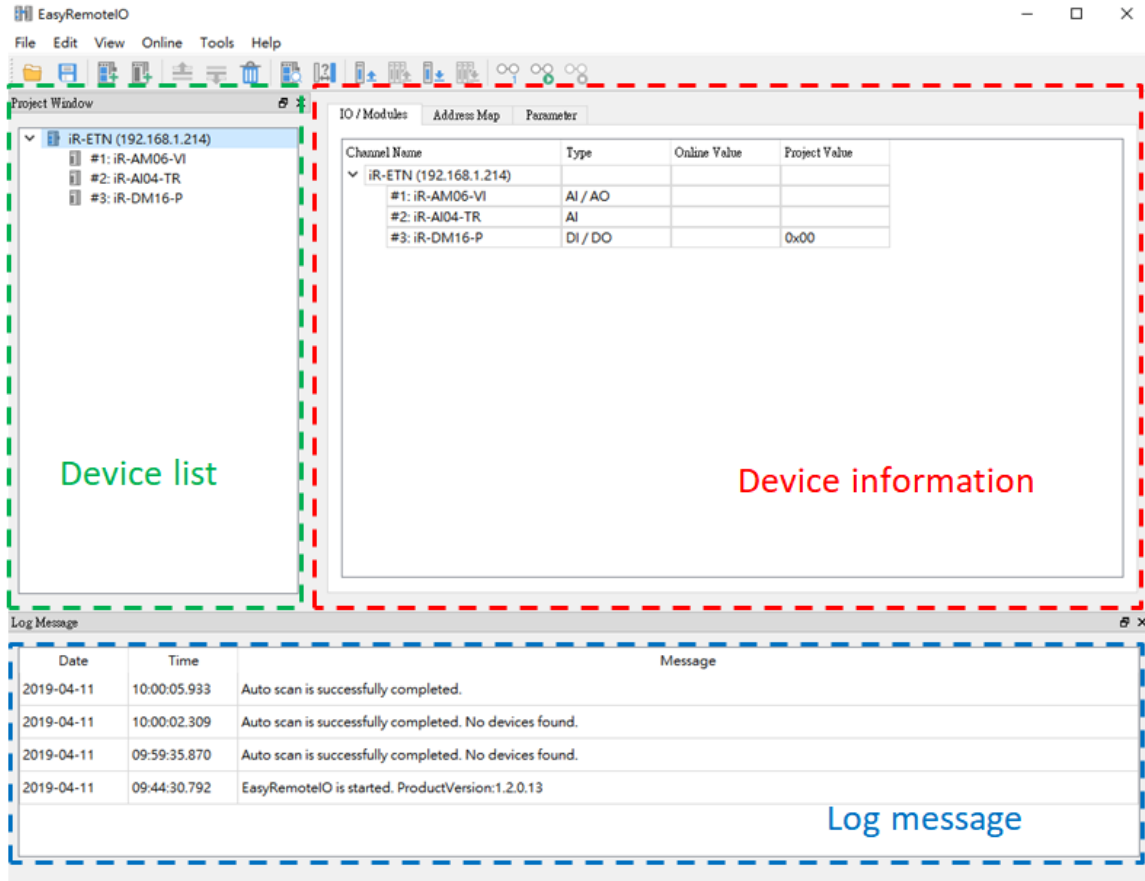 EasyRemoteIO
File Edit View Online Tools Help
Project Window
iR-ETN (192.168.1.214)
#1: iR-AM06-VI
#2: iR-AI04-TR
#3: iR-DM16-P
Device list
IO / Modules Address Map Parameter
Channel Name Type Online Value Project Value
iR-ETN (192.168.1.214)
#1: iR-AM06-VI AI / AO
#2: iR-AI04-TR AI
#3: iR-DM16-P DI / DO 0x00
Device information
Log Message
Date Time Message
2019-04-11 10:00:05.933 Auto scan is successfully completed.
2019-04-11 10:00:02.309 Auto scan is successfully completed. No devices found.
2019-04-11 09:59:35.870 Auto scan is successfully completed. No devices found.
2019-04-11 09:44:30.792 EasyRemoteIO is started. ProductVersion:1.2.0.13
Log message